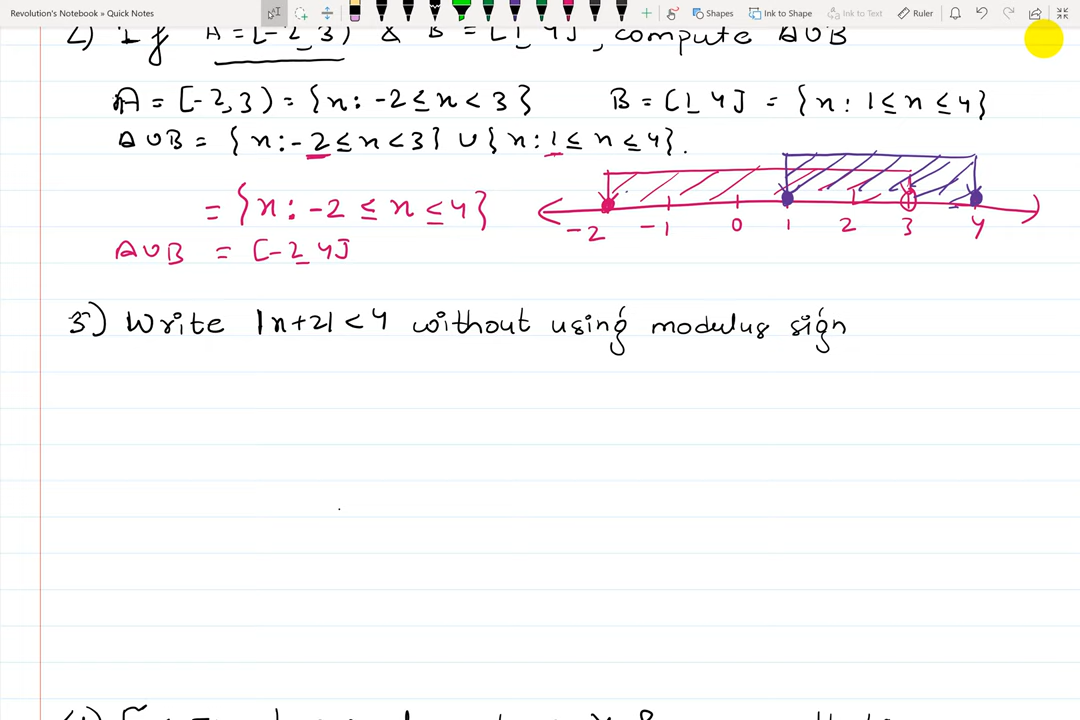 Revolution's Notebook » Quick Notes Shapes Ink to Shape Ink to Text Ruler
2) If A = [-2, 3) & B = [1, 4], compute A∪B
A = [-2, 3) = {x: -2 ≤ x < 3} B = [1, 4] = {x: 1 ≤ x ≤ 4}
A∪B = {x: -2 ≤ x < 3} ∪ {x: 1 ≤ x ≤ 4}.
= {x: -2 ≤ x ≤ 4}
-2 -1 0 1 2 3 4
A∪B = [-2, 4]
3) Write |x+2| < 4 without using modulus sign